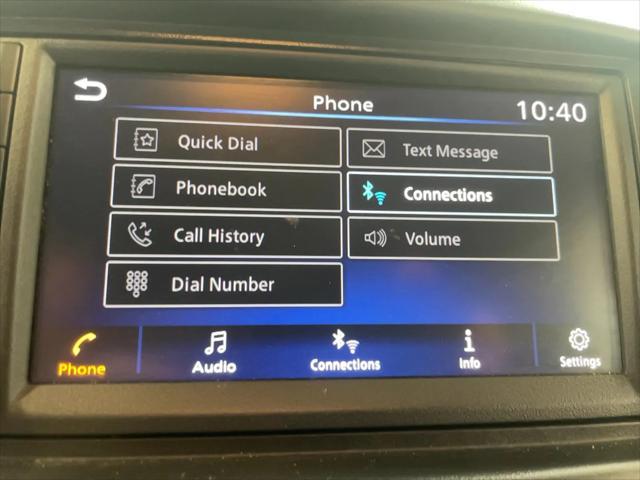 Phone
10:40
Quick Dial
Text Message
Phonebook
Connections
Call History
Volume
Dial Number
Phone
Audio
Connections
Info
Settings